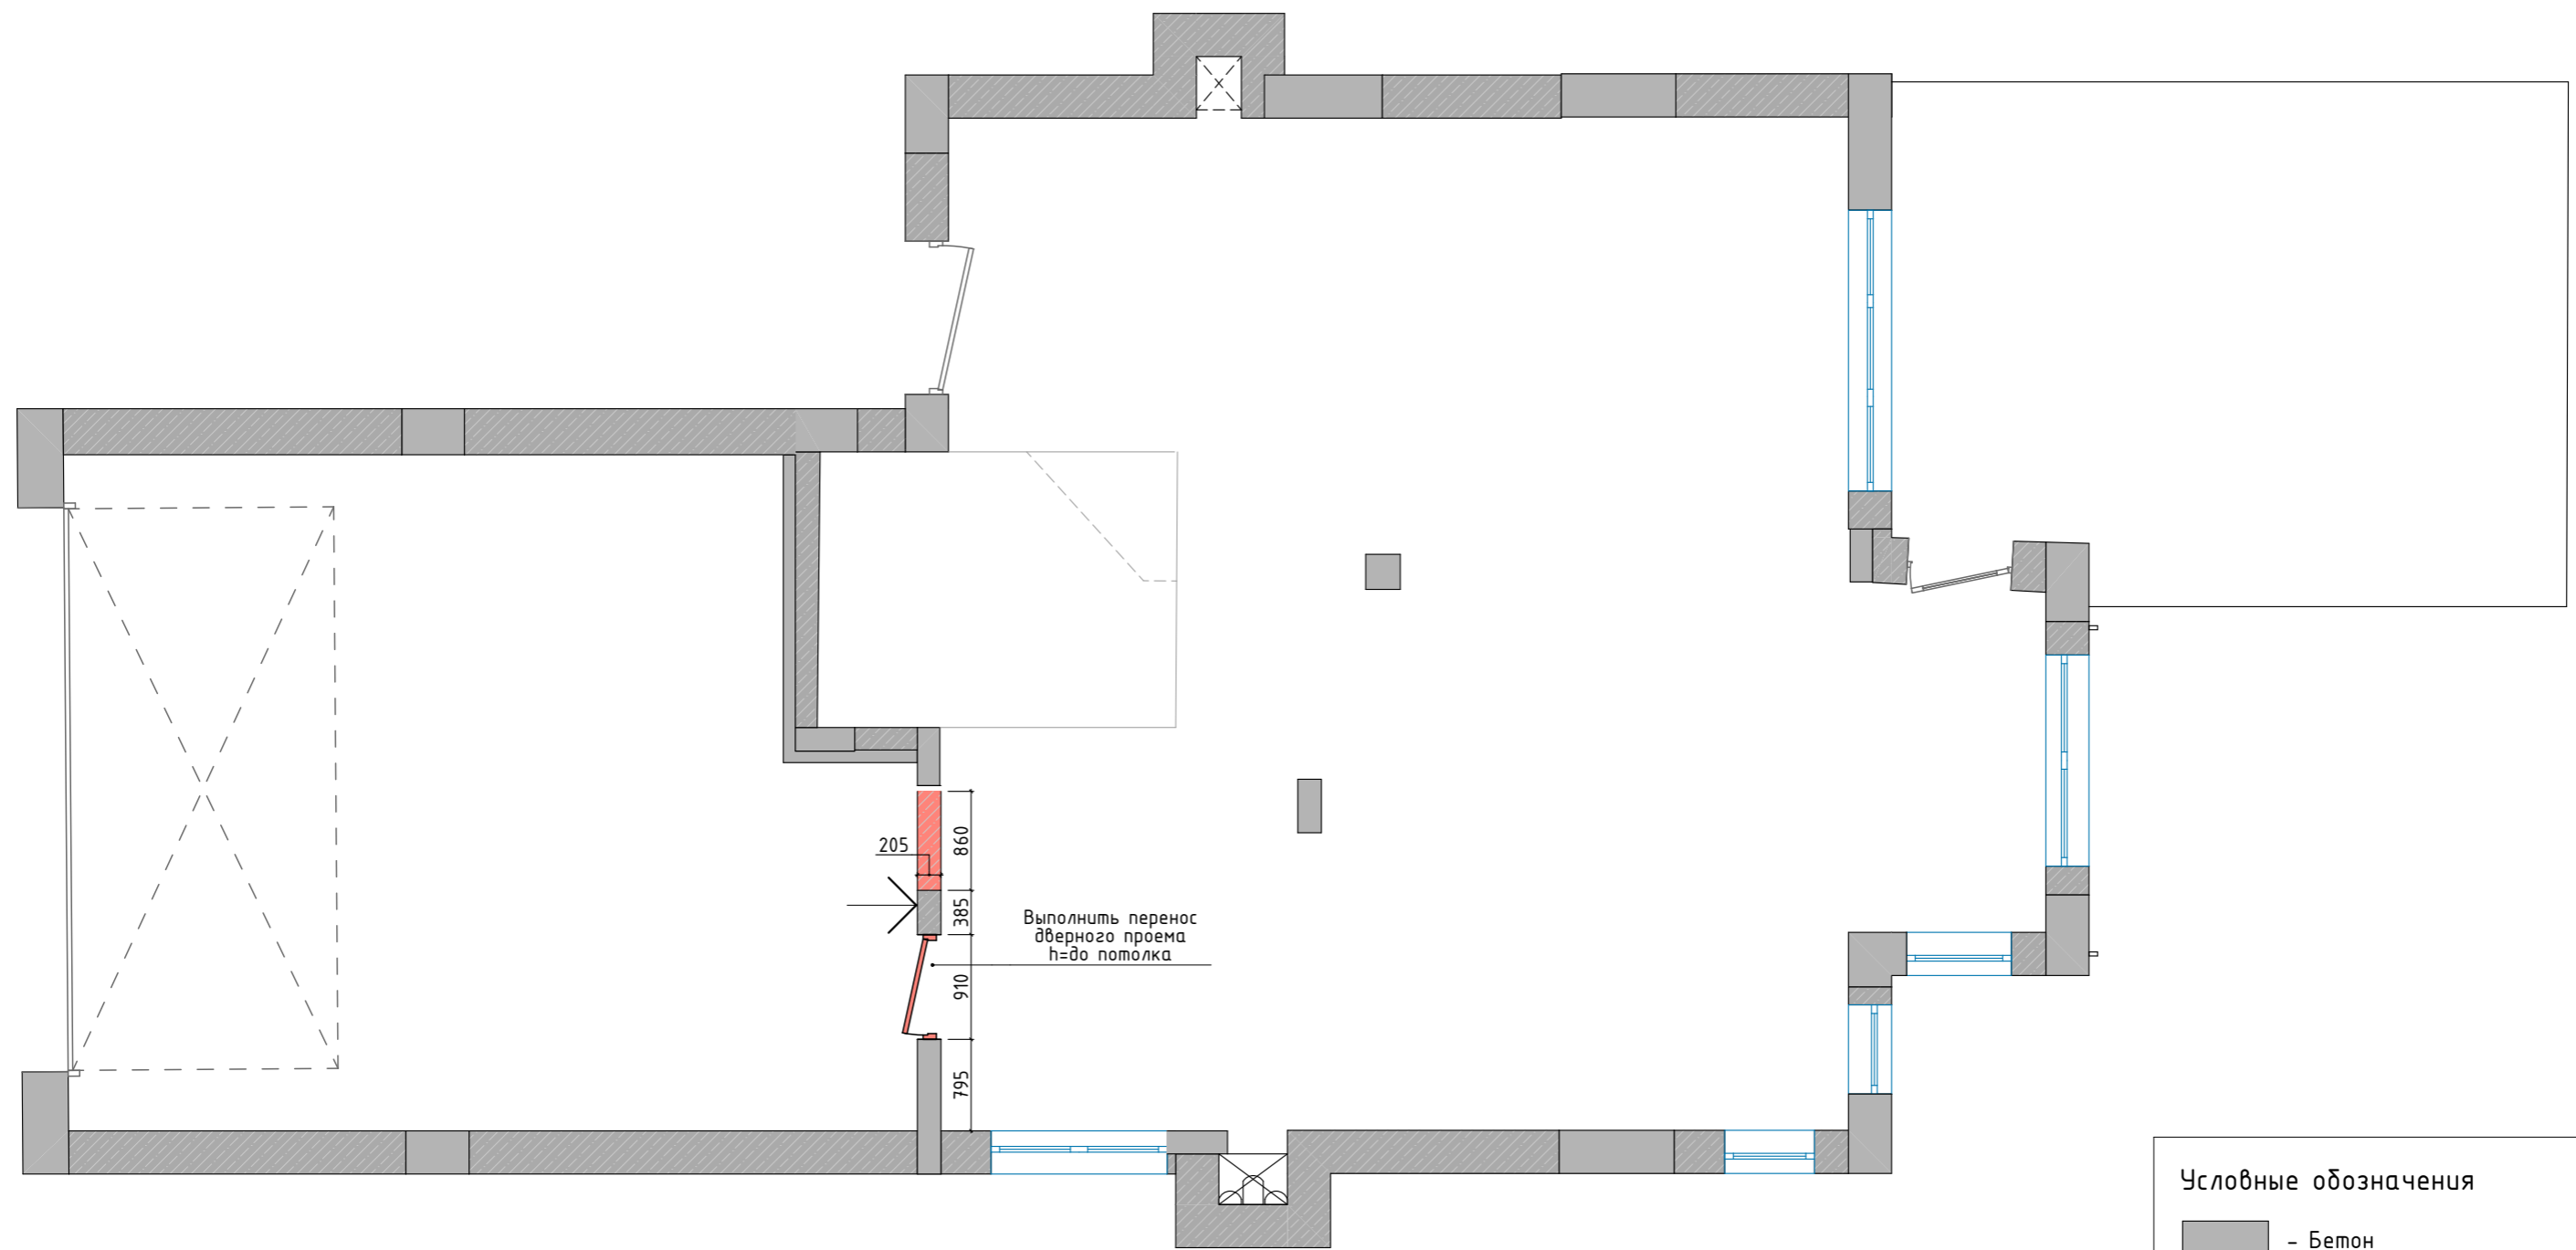 205
860
385
910
795
Выполнить перенос
дверного проема
h=до потолка
Условные обозначения
- Бетон